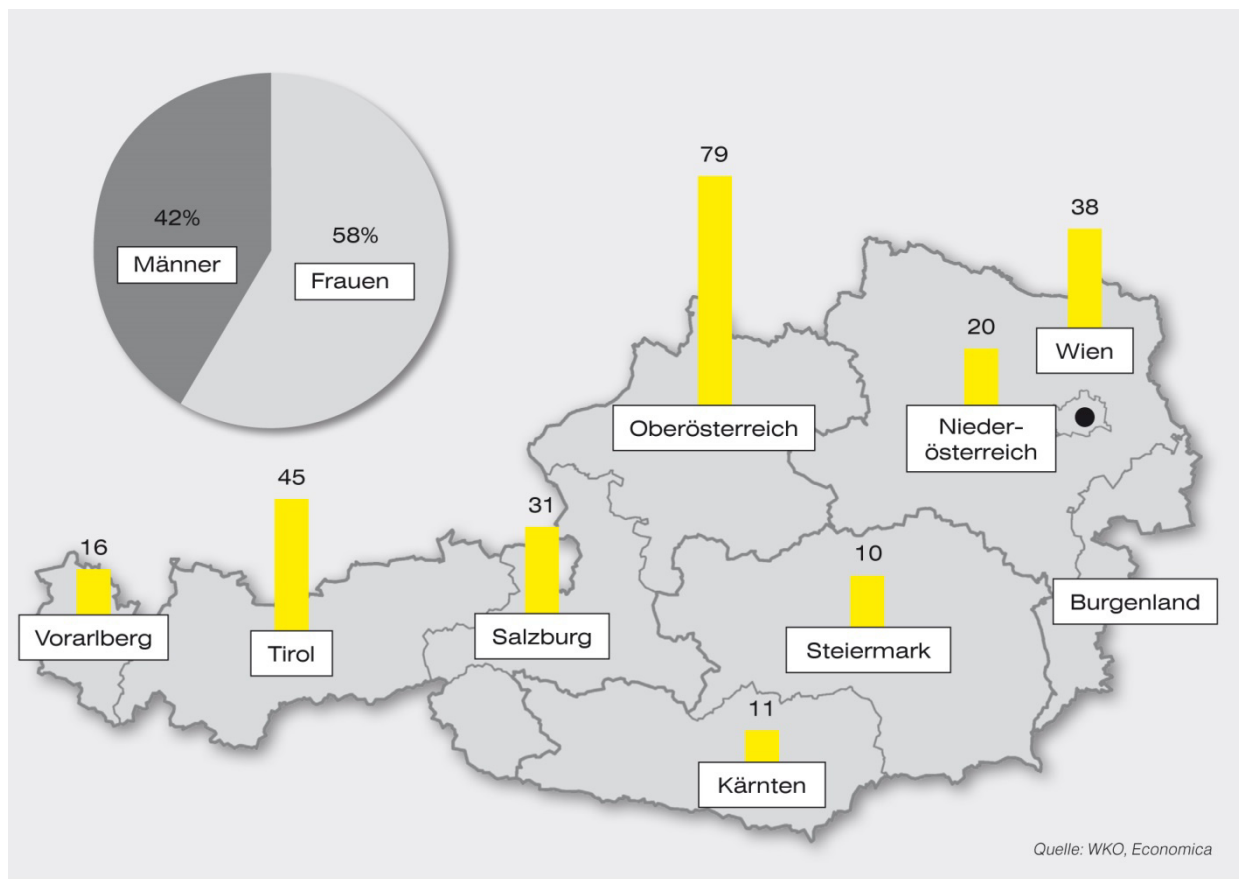 42%
Männer
58%
Frauen
79
Oberösterreich
38
Wien
20
Nieder-
österreich
45
Tirol
16
Vorarlberg
31
Salzburg
10
Steiermark
Burgenland
11
Kärnten
Quelle: WKO, Economica